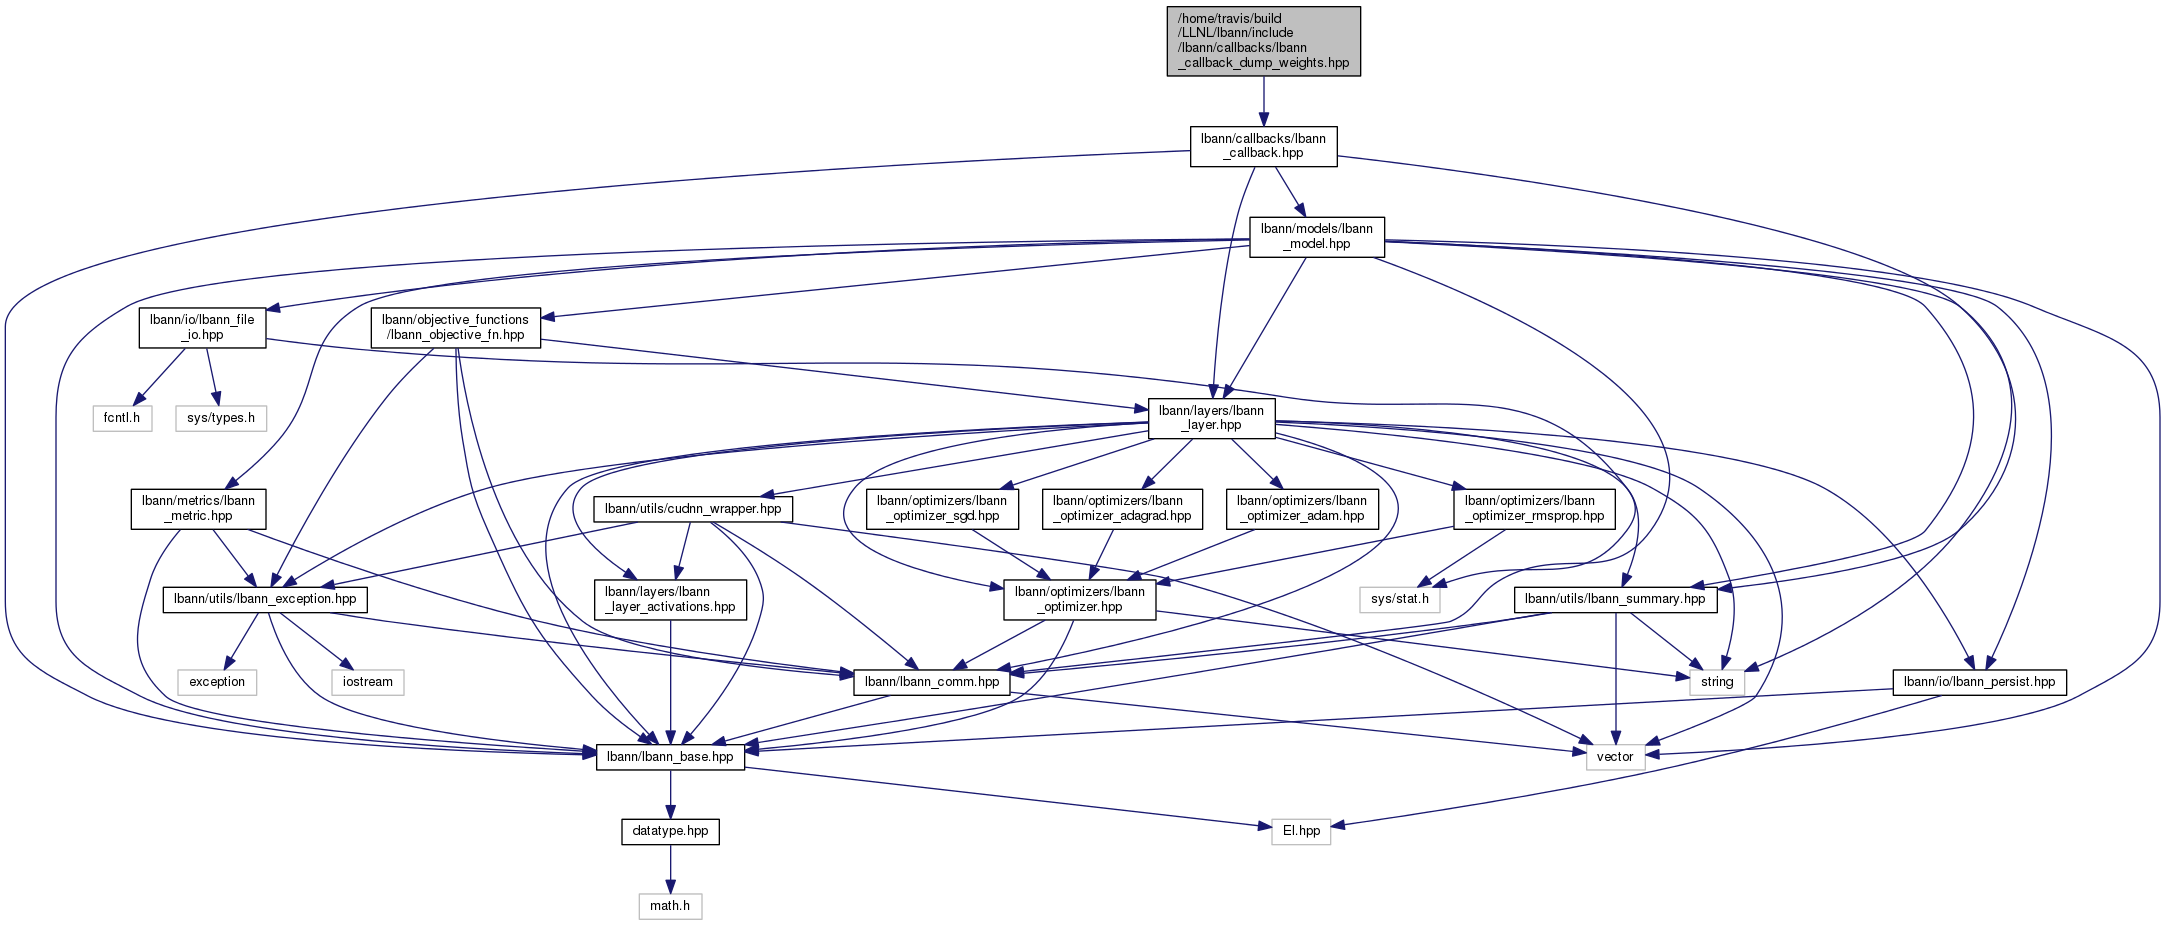 /home/travis/build
/LLNL/lbann/include
/lbann/callbacks/lbann
_callback_dump_weights.hpp
lbann/callbacks/lbann
_callback.hpp
lbann/models/lbann
_model.hpp
lbann/io/lbann_file
_io.hpp
lbann/objective_functions
/lbann_objective_fn.hpp
fcntl.h
sys/types.h
lbann/layers/lbann
_layer.hpp
lbann/metrics/lbann
_metric.hpp
lbann/utils/cudnn_wrapper.hpp
lbann/optimizers/lbann
_optimizer_sgd.hpp
lbann/optimizers/lbann
_optimizer_adagrad.hpp
lbann/optimizers/lbann
_optimizer_adam.hpp
lbann/optimizers/lbann
_optimizer_rmsprop.hpp
lbann/utils/lbann_exception.hpp
lbann/layers/lbann
_layer_activations.hpp
lbann/optimizers/lbann
_optimizer.hpp
sys/stat.h
lbann/utils/lbann_summary.hpp
exception
iostream
lbann/lbann_comm.hpp
string
lbann/io/lbann_persist.hpp
lbann/lbann_base.hpp
vector
datatype.hpp
El.hpp
math.h